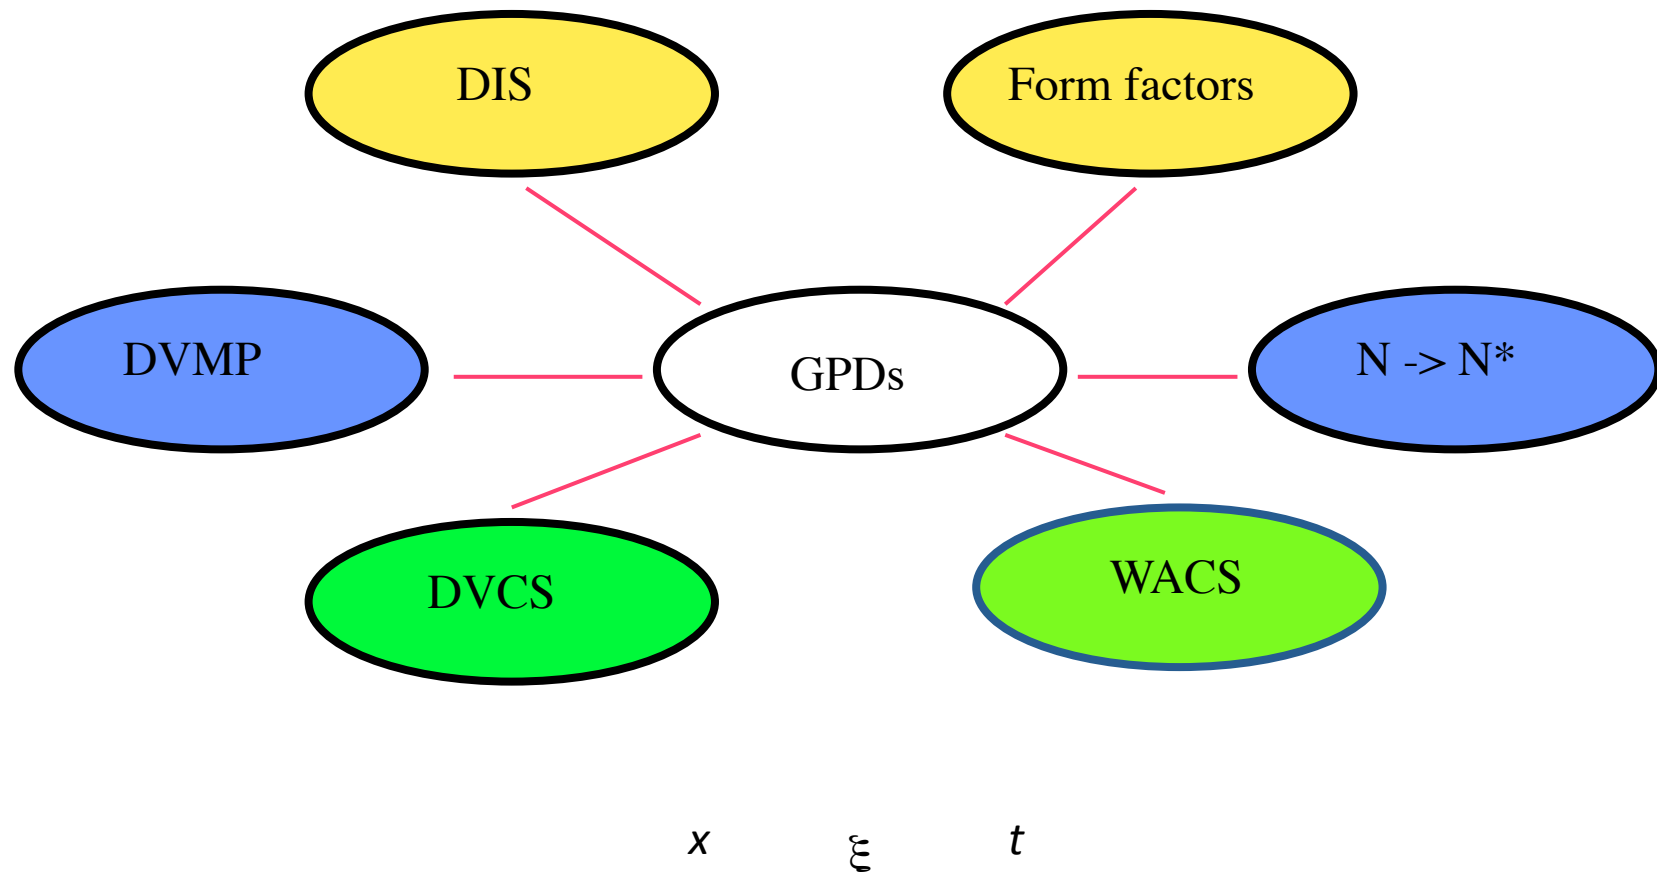 DIS
Form factors
DVMP
GPDs
N -> N*
DVCS
WACS
x ξ t